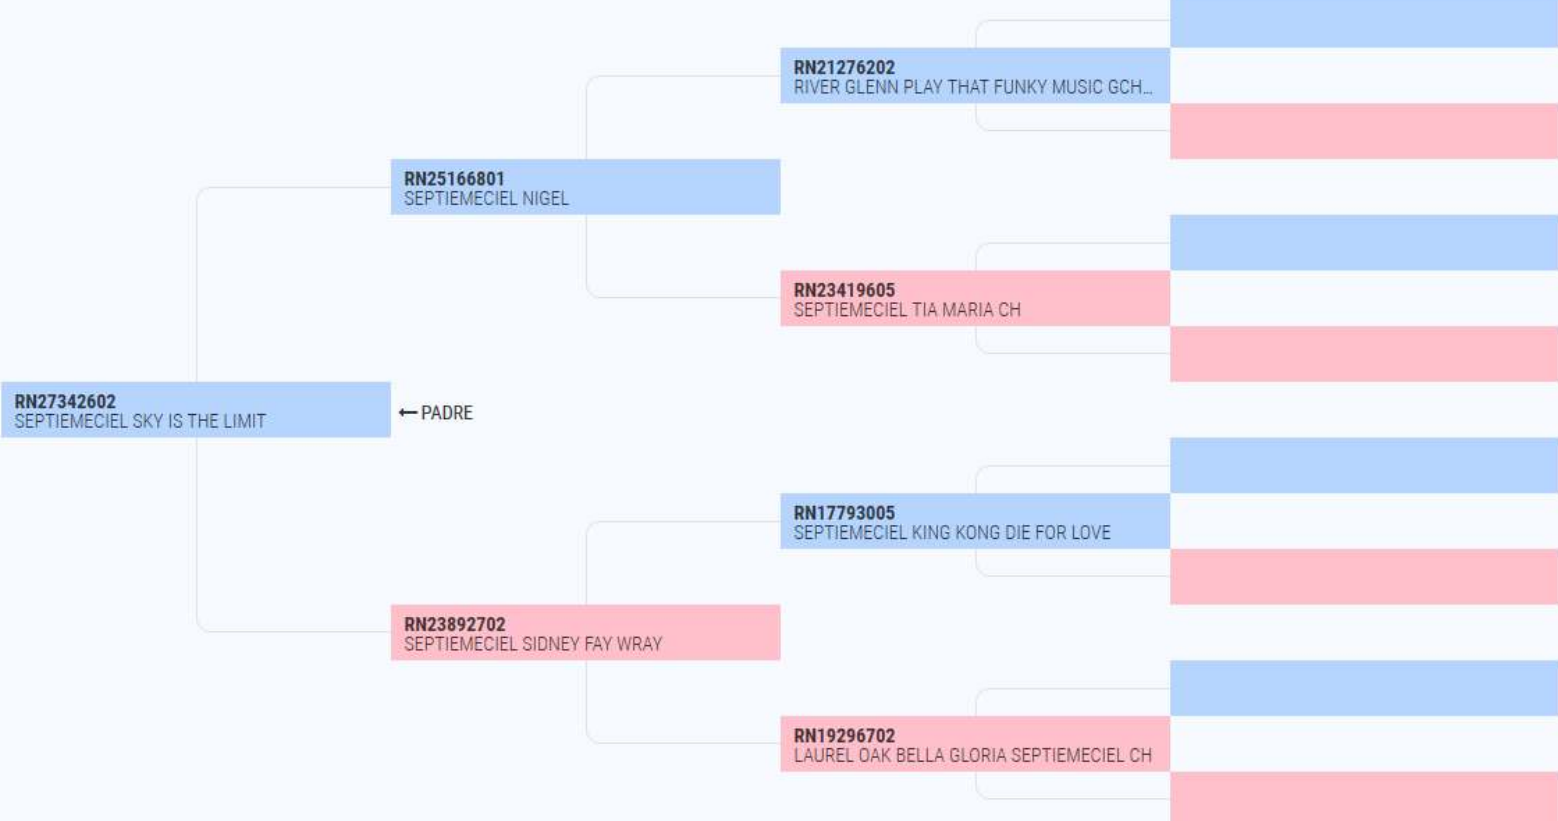 RN21276202
RIVER GLENN PLAY THAT FUNKY MUSIC GCH...
RN25166801
SEPTIEMECIEL NIGEL
RN23419605
SEPTIEMECIEL TIA MARIA CH
RN27342602
SEPTIEMECIEL SKY IS THE LIMIT
←PADRE
RN17793005
SEPTIEMECIEL KING KONG DIE FOR LOVE
RN23892702
SEPTIEMECIEL SIDNEY FAY WRAY
RN19296702
LAUREL OAK BELLA GLORIA SEPTIEMECIEL CH